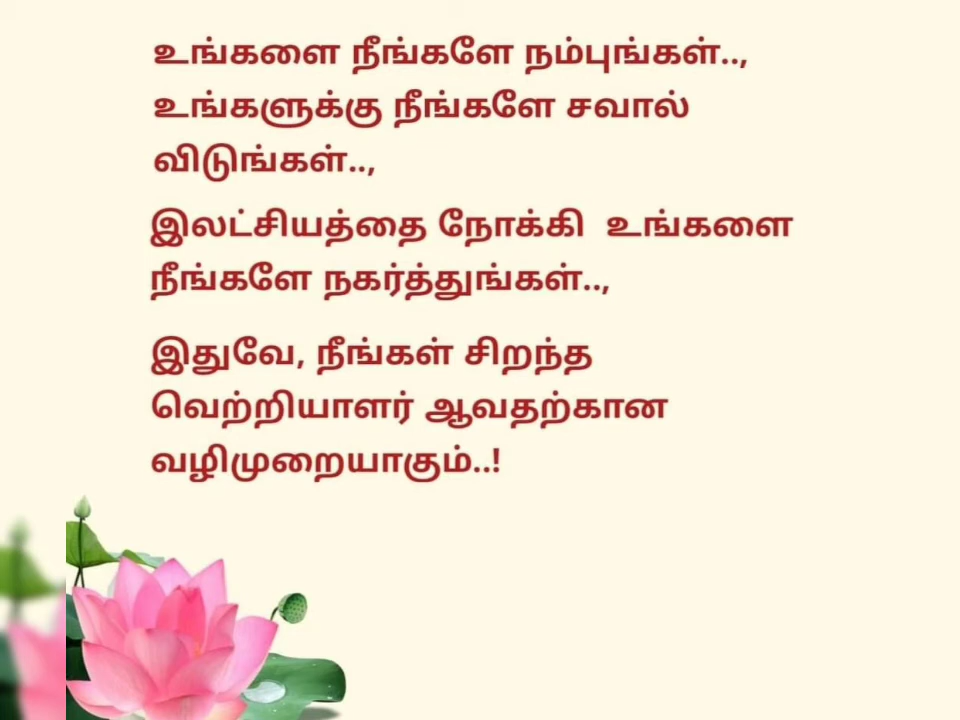 உங்களை நீங்களே நம்புங்கள்..,
உங்களுக்கு நீங்களே சவால்
விடுங்கள்..,
இலட்சியத்தை நோக்கி உங்களை
நீங்களே நகர்த்துங்கள்..,
இதுவே, நீங்கள் சிறந்த
வெற்றியாளர் ஆவதற்கான
வழிமுறையாகும்..!